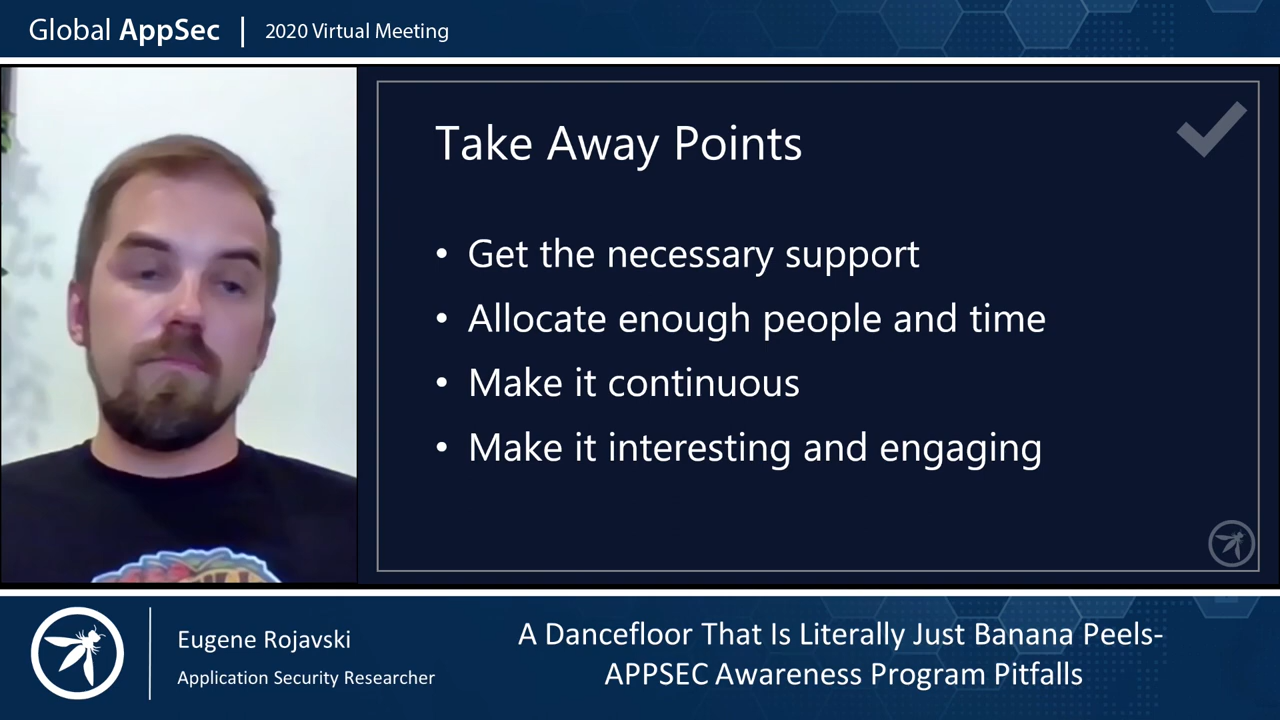 Global AppSec | 2020 Virtual Meeting
Take Away Points
• Get the necessary support
• Allocate enough people and time
• Make it continuous
• Make it interesting and engaging
Eugene Rojavski
Application Security Researcher
A Dancefloor That Is Literally Just Banana Peels-
APPSEC Awareness Program Pitfalls